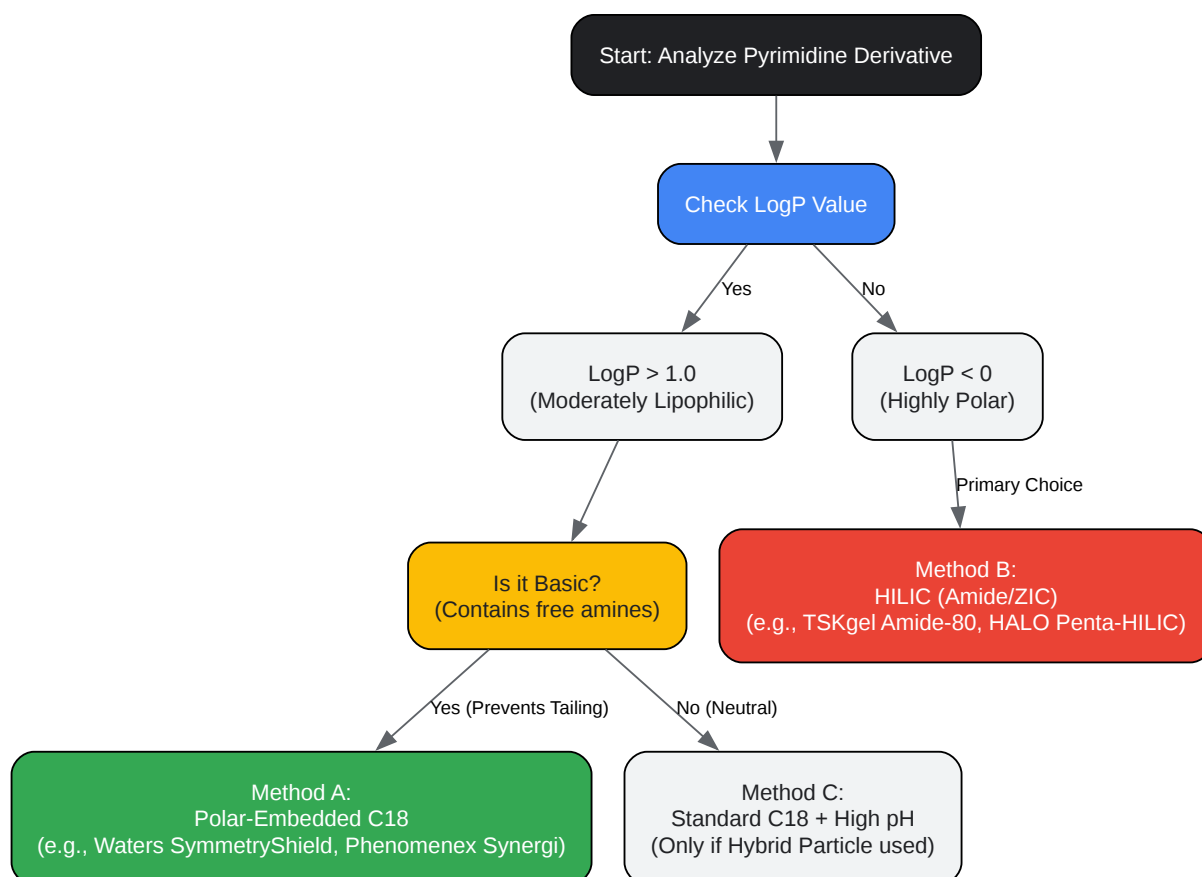 Start: Analyze Pyrimidine Derivative
Check LogP Value
Yes
No
LogP > 1.0
(Moderately Lipophilic)
LogP < 0
(Highly Polar)
Primary Choice
Is it Basic?
(Contains free amines)
Method B:
HILIC (Amide/ZIC)
(e.g., TSKgel Amide-80, HALO Penta-HILIC)
Yes (Prevents Tailing)
No (Neutral)
Method A:
Polar-Embedded C18
(e.g., Waters SymmetryShield, Phenomenex Synergi)
Method C:
Standard C18 + High pH
(Only if Hybrid Particle used)